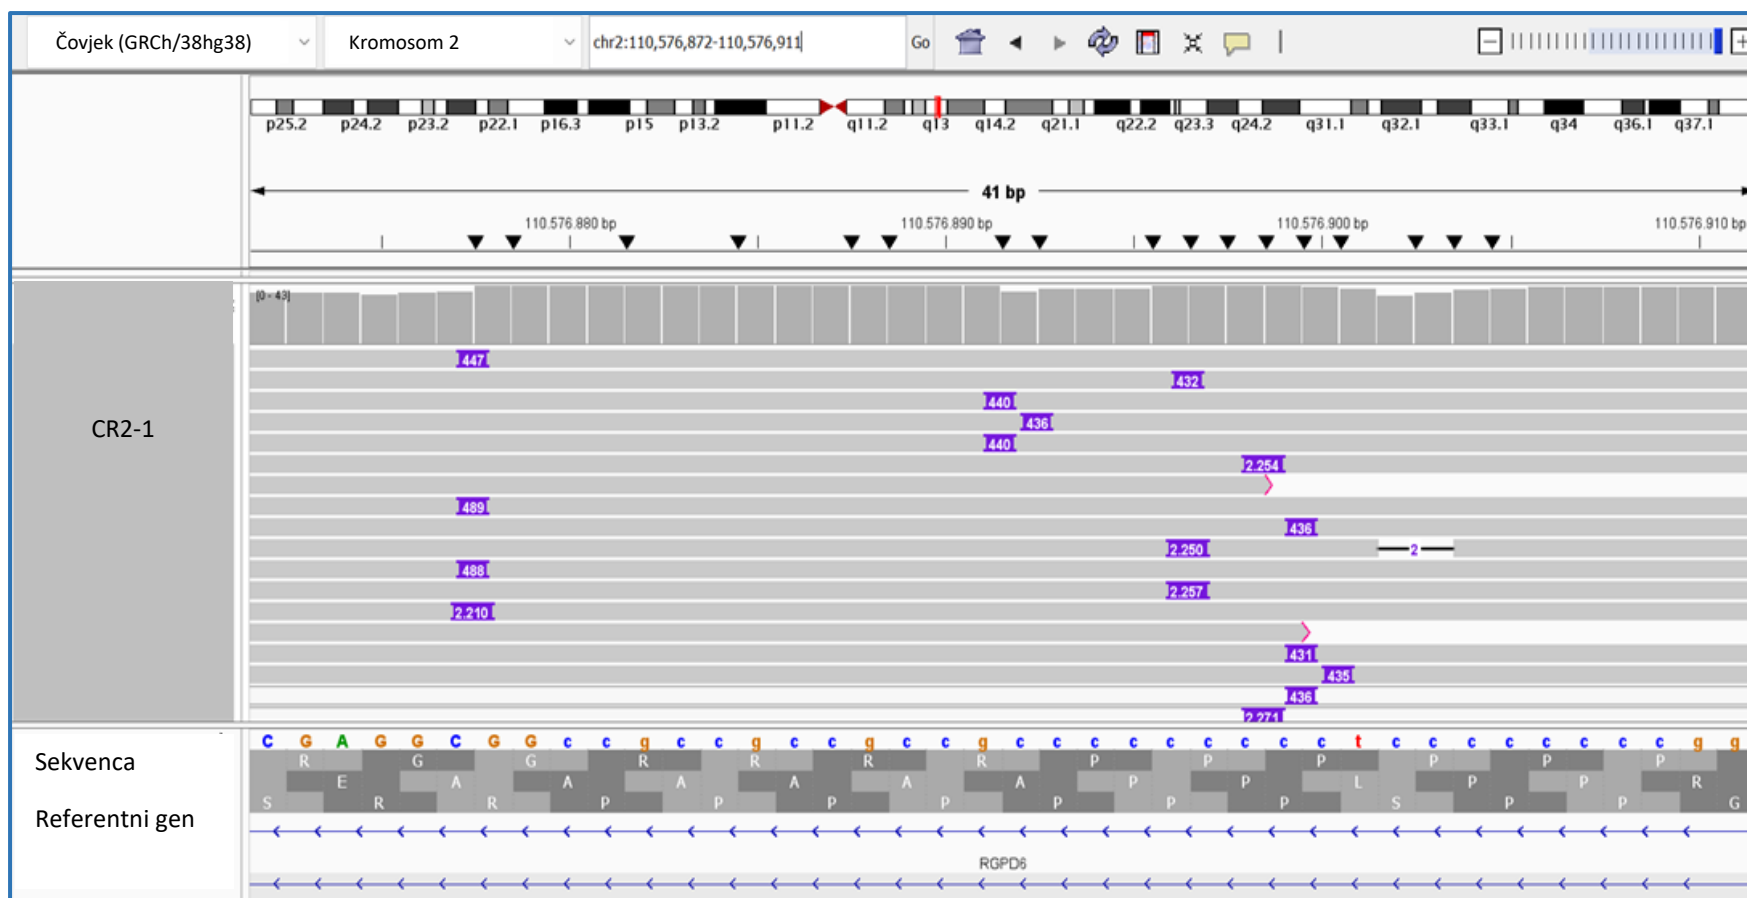 Čovjek (GRCh/38hg38) Kromosom 2 chr2:110,576,872-110,576,911 Go
p25.2 p24.2 p23.2 p22.1 p16.3 p15 p13.2 p11.2 q11.2 q13 q14.2 q21.1 q22.2 q23.3 q24.2 q31.1 q32.1 q33.1 q34 q36.1 q37.1
41 bp
110.576.880 bp 110.576.890 bp 110.576.900 bp 110.576.910 bp
[0 - 43]
447
432
440
CR2-1 436
440
2.254
489
436
2.250 2
488
2.257
2.210
431
435
436
2.271
C G A G G C G G c c g c c g c c g c c g c c c c c c c c c t c c c c c c c c g g
Sekvenca R G G R R R R P P P P P P
E A A A A A A A P P L P P R
S R R P P P P P P P S P P G
Referentni gen
RGPD6